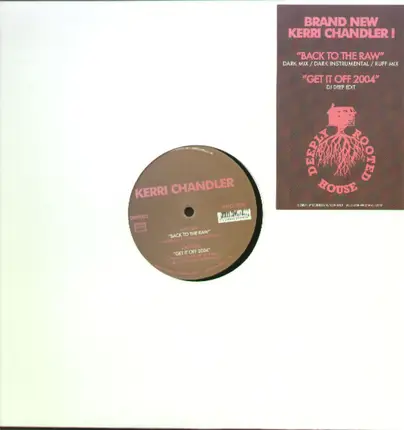 BRAND NEW
KERRI CHANDLER !
"BACK TO THE RAW"
DARK MIX / DARK INSTRUMENTAL / RUFF MIX
"GET IT OFF 2004"
DJ DEEP EDIT
DEEPLY ROOTED
HOUSE
KERRI CHANDLER
"BACK TO THE RAW"
"GET IT OFF 2004"